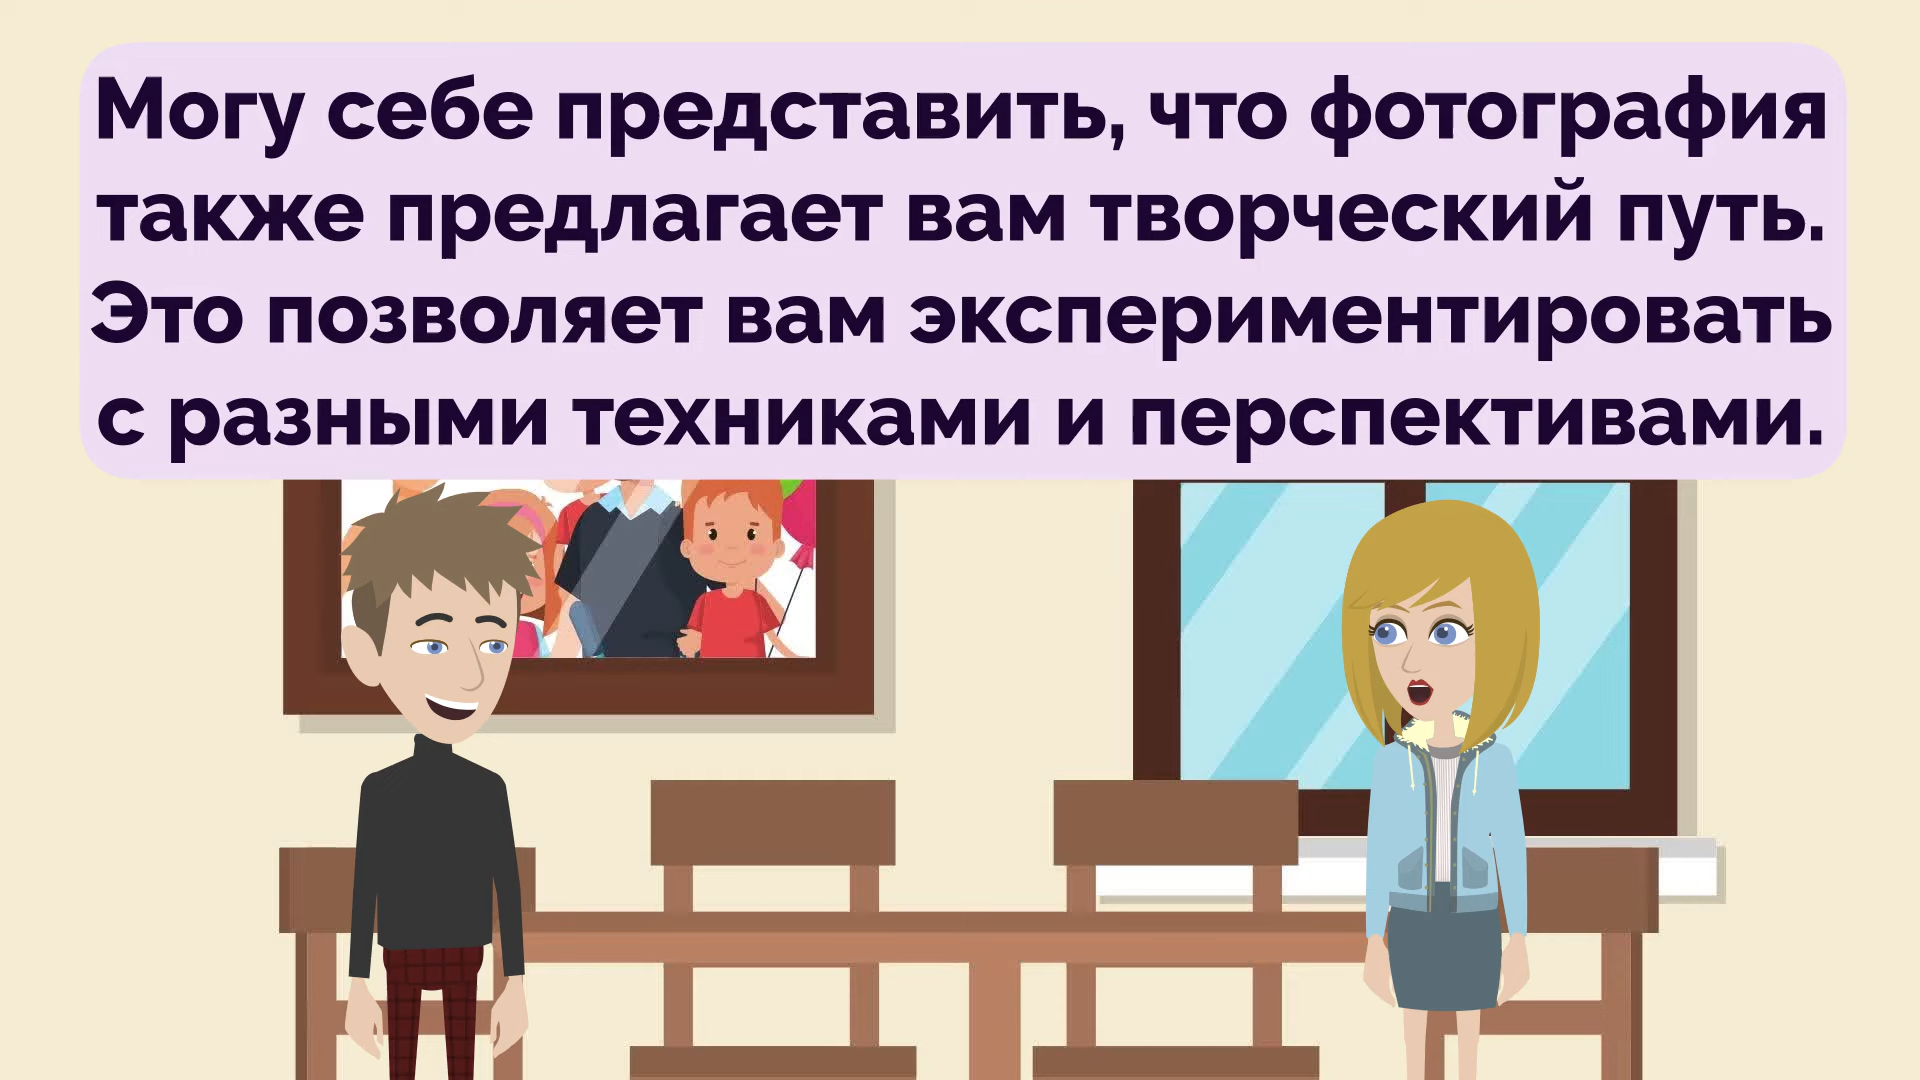 Могу себе представить, что фотография
также предлагает вам творческий путь.
Это позволяет вам экспериментировать
с разными техниками и перспективами.